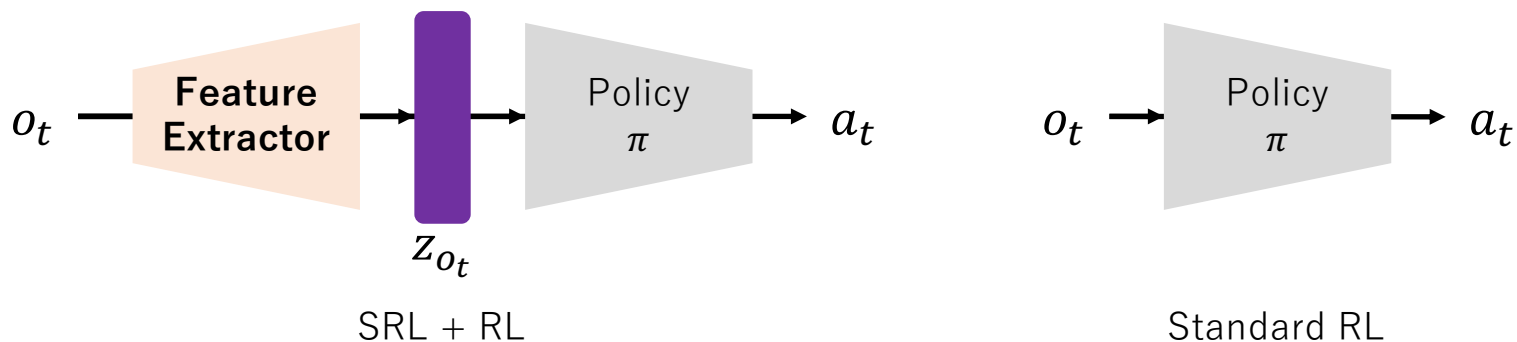 o_t
Feature
Extractor
z_{o_t}
Policy
π
a_t
SRL + RL
o_t
Policy
π
a_t
Standard RL